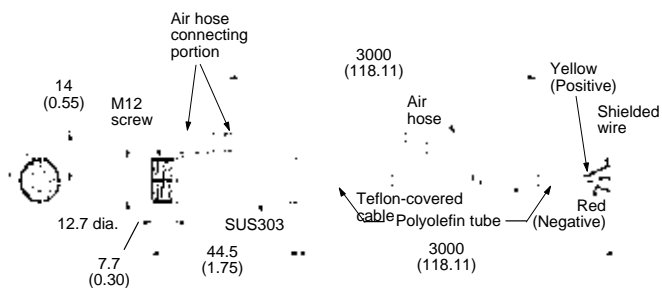 Air hose
connecting
portion
3000
(118.11)
Yellow
(Positive)
14
(0.55)
M12
screw
Air
hose
Shielded
wire
Teflon-covered
cable
Polyolefin tube
Red
(Negative)
12.7 dia.
SUS303
7.7
(0.30)
44.5
(1.75)
3000
(118.11)